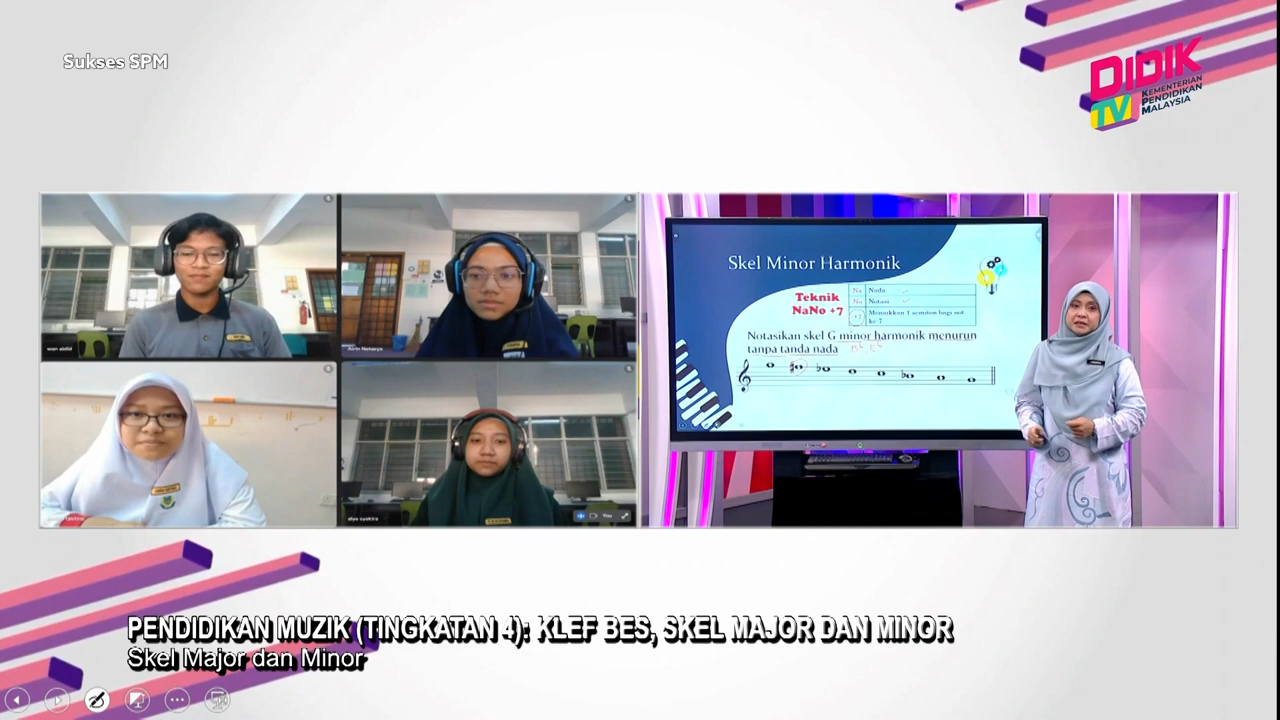 Sukses SPM
DIDIK
TV
KEMENTERIAN
PENDIDIKAN
MALAYSIA
Skel Minor Harmonik
Teknik
NaNo +7
Na Nada
No Notasi
+7 Menaikkan 1 semiton bagi not
ke 7
Notasikan skel G minor harmonik menurun
tanpa tanda nada
PENDIDIKAN MUZIK (TINGKATAN 4): KLEF BES, SKEL MAJOR DAN MINOR
Skel Major dan Minor
You